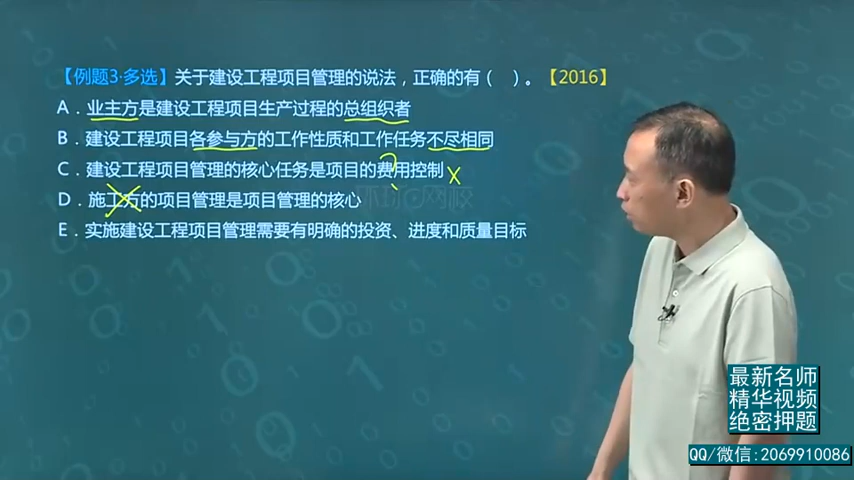 【例题3·多选】关于建设工程项目管理的说法，正确的有（ ）。【2016】
A．业主方是建设工程项目生产过程的总组织者
B．建设工程项目各参与方的工作性质和工作任务不尽相同
C．建设工程项目管理的核心任务是项目的费用控制
D．施工方的项目管理是项目管理的核心
E．实施建设工程项目管理需要有明确的投资、进度和质量目标
环球网校
最新名师
精华视频
绝密押题
QQ/微信:2069910086